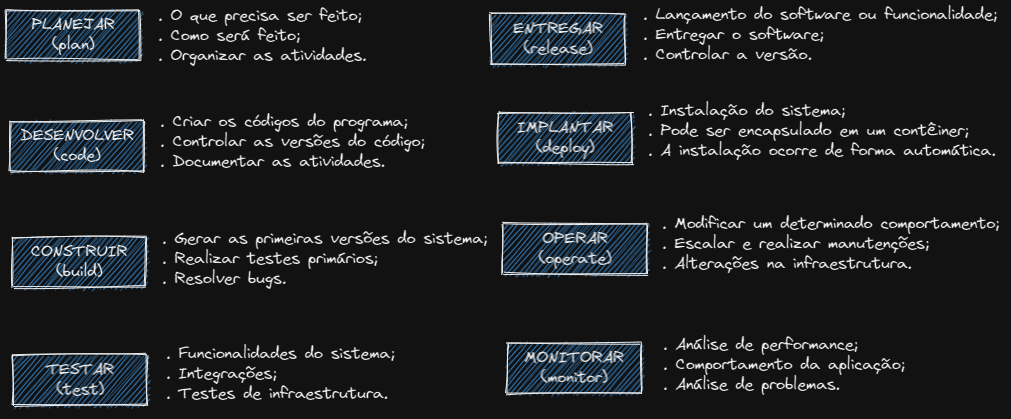 PLANEJAR
(plan)
. O que precisa ser feito;
. Como será feito;
. Organizar as atividades.
DESENVOLVER
(code)
. Criar os códigos do programa;
. Controlar as versões do código;
. Documentar as atividades.
CONSTRUIR
(build)
. Gerar as primeiras versões do sistema;
. Realizar testes primários;
. Resolver bugs.
TESTAR
(test)
. Funcionalidades do sistema;
. Integrações;
. Testes de infraestrutura.
ENTREGAR
(release)
. Lançamento do software ou funcionalidade;
. Entregar o software;
. Controlar a versão.
IMPLANTAR
(deploy)
. Instalação do sistema;
. Pode ser encapsulado em um contêiner;
. A instalação ocorre de forma automática.
OPERAR
(operate)
. Modificar um determinado comportamento;
. Escalar e realizar manutenções;
. Alterações na infraestrutura.
MONITORAR
(monitor)
. Análise de performance;
. Comportamento da aplicação;
. Análise de problemas.